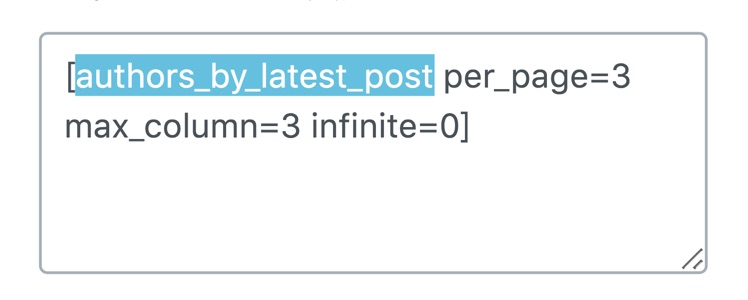 [authors_by_latest_post per_page=3
max_column=3 infinite=0]